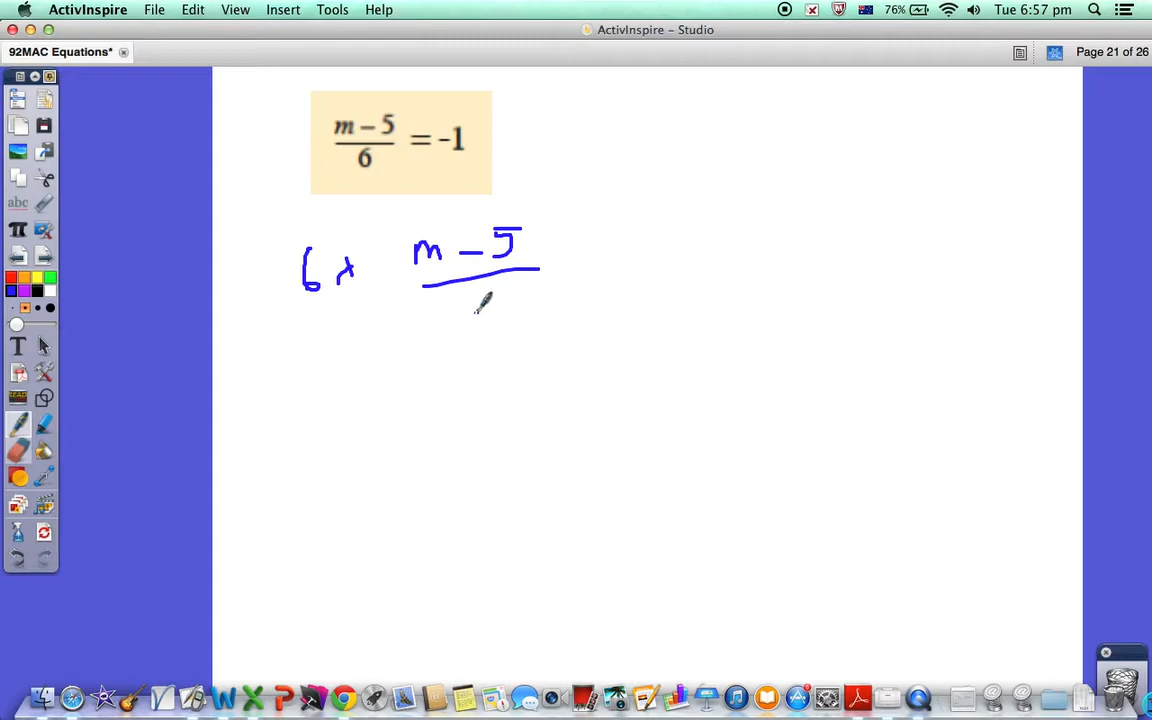 ActivInspire File Edit View Insert Tools Help 76% Tue 6:57 pm
ActivInspire – Studio
92MAC Equations* Page 21 of 26
m – 5
= -1
6
abc
m – 5
6 ×
T